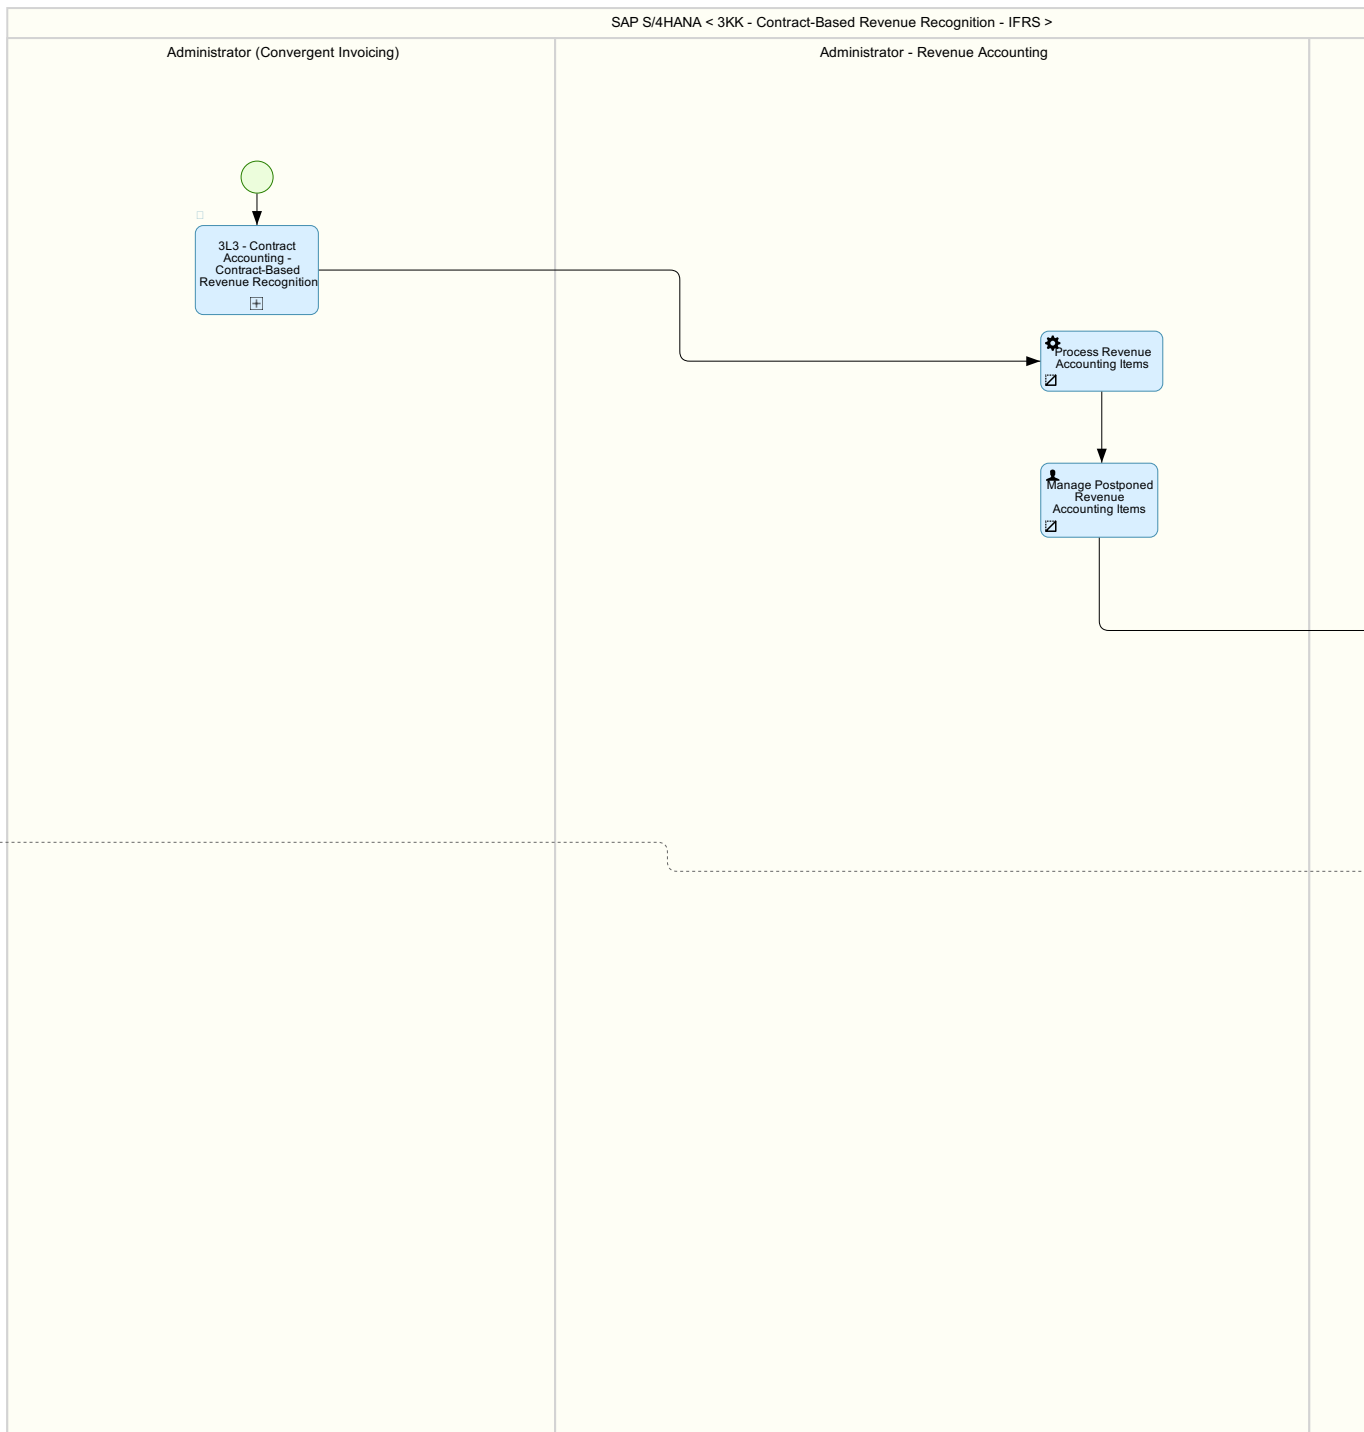 SAP S/4HANA < 3KK - Contract-Based Revenue Recognition - IFRS >
Administrator (Convergent Invoicing)
Administrator - Revenue Accounting
3L3 - Contract
Accounting -
Contract-Based
Revenue Recognition
Process Revenue
Accounting Items
Manage Postponed
Revenue
Accounting Items